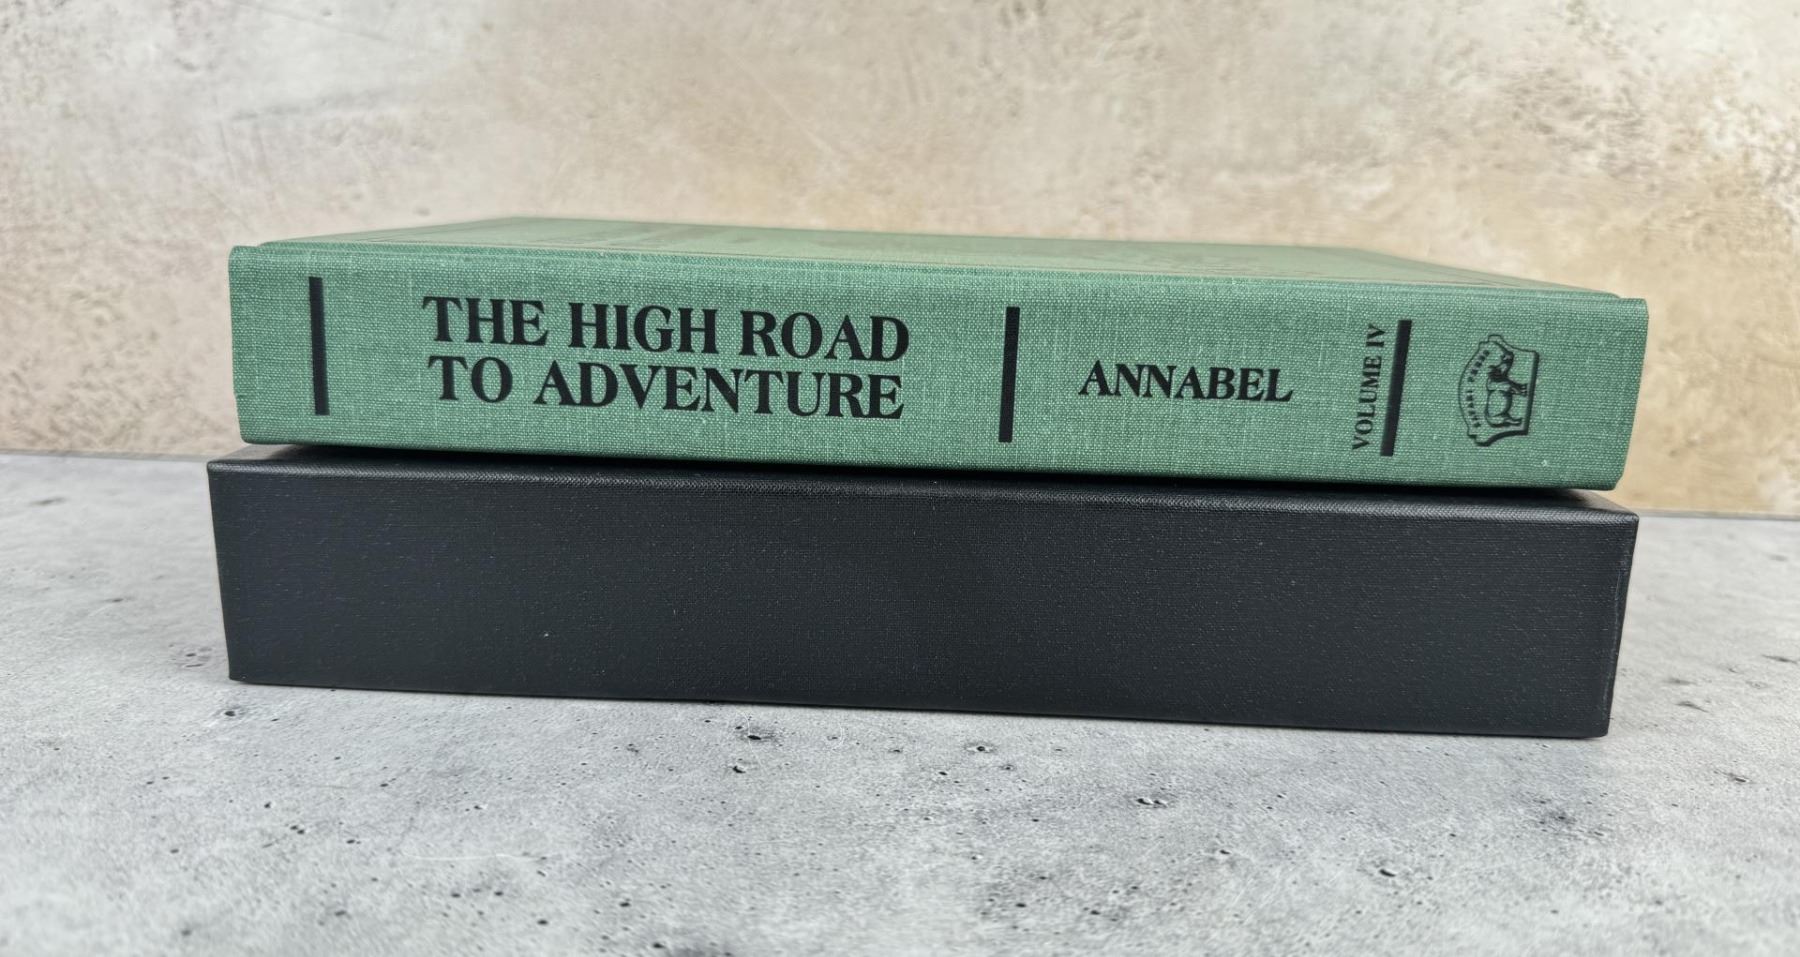 THE HIGH ROAD
TO ADVENTURE
ANNABEL
VOLUME IV